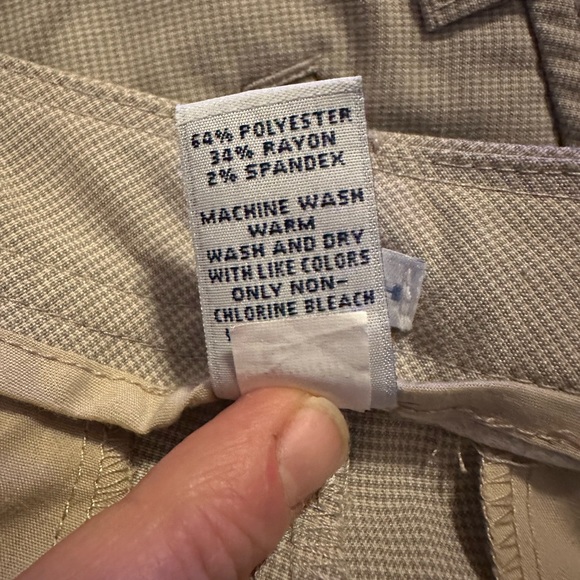 64% POLYESTER
34% RAYON
2% SPANDEX
MACHINE WASH
WARM
WASH AND DRY
WITH LIKE COLORS
ONLY NON-
CHLORINE BLEACH